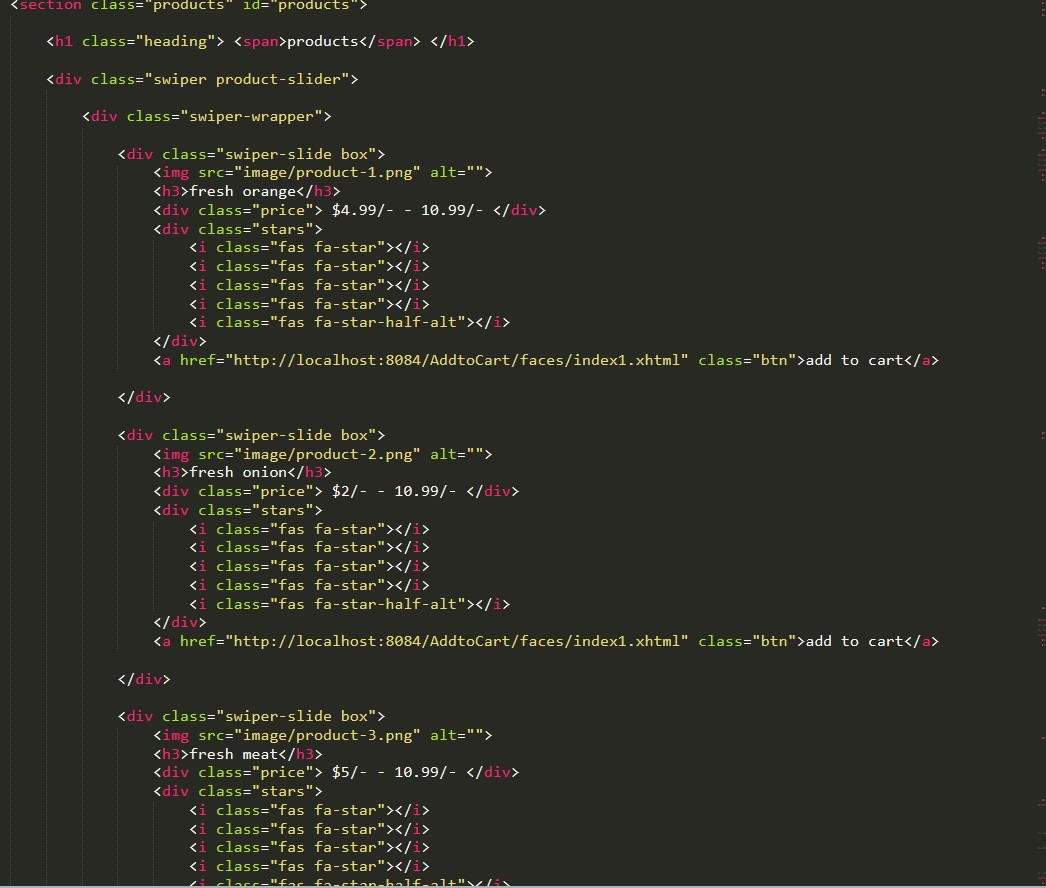 <section class="products" id="products">
<h1 class="heading"> <span>products</span> </h1>
<div class="swiper product-slider">
<div class="swiper-wrapper">
<div class="swiper-slide box">
<img src="image/product-1.png" alt="">
<h3>fresh orange</h3>
<div class="price"> $4.99/- - 10.99/- </div>
<div class="stars">
<i class="fas fa-star"></i>
<i class="fas fa-star"></i>
<i class="fas fa-star"></i>
<i class="fas fa-star"></i>
<i class="fas fa-star-half-alt"></i>
</div>
<a href="http://localhost:8084/AddtoCart/faces/index1.xhtml" class="btn">add to cart</a>
</div>
<div class="swiper-slide box">
<img src="image/product-2.png" alt="">
<h3>fresh onion</h3>
<div class="price"> $2/- - 10.99/- </div>
<div class="stars">
<i class="fas fa-star"></i>
<i class="fas fa-star"></i>
<i class="fas fa-star"></i>
<i class="fas fa-star"></i>
<i class="fas fa-star-half-alt"></i>
</div>
<a href="http://localhost:8084/AddtoCart/faces/index1.xhtml" class="btn">add to cart</a>
</div>
<div class="swiper-slide box">
<img src="image/product-3.png" alt="">
<h3>fresh meat</h3>
<div class="price"> $5/- - 10.99/- </div>
<div class="stars">
<i class="fas fa-star"></i>
<i class="fas fa-star"></i>
<i class="fas fa-star"></i>
<i class="fas fa-star"></i>
<i class="fas fa-star-half-alt"></i>